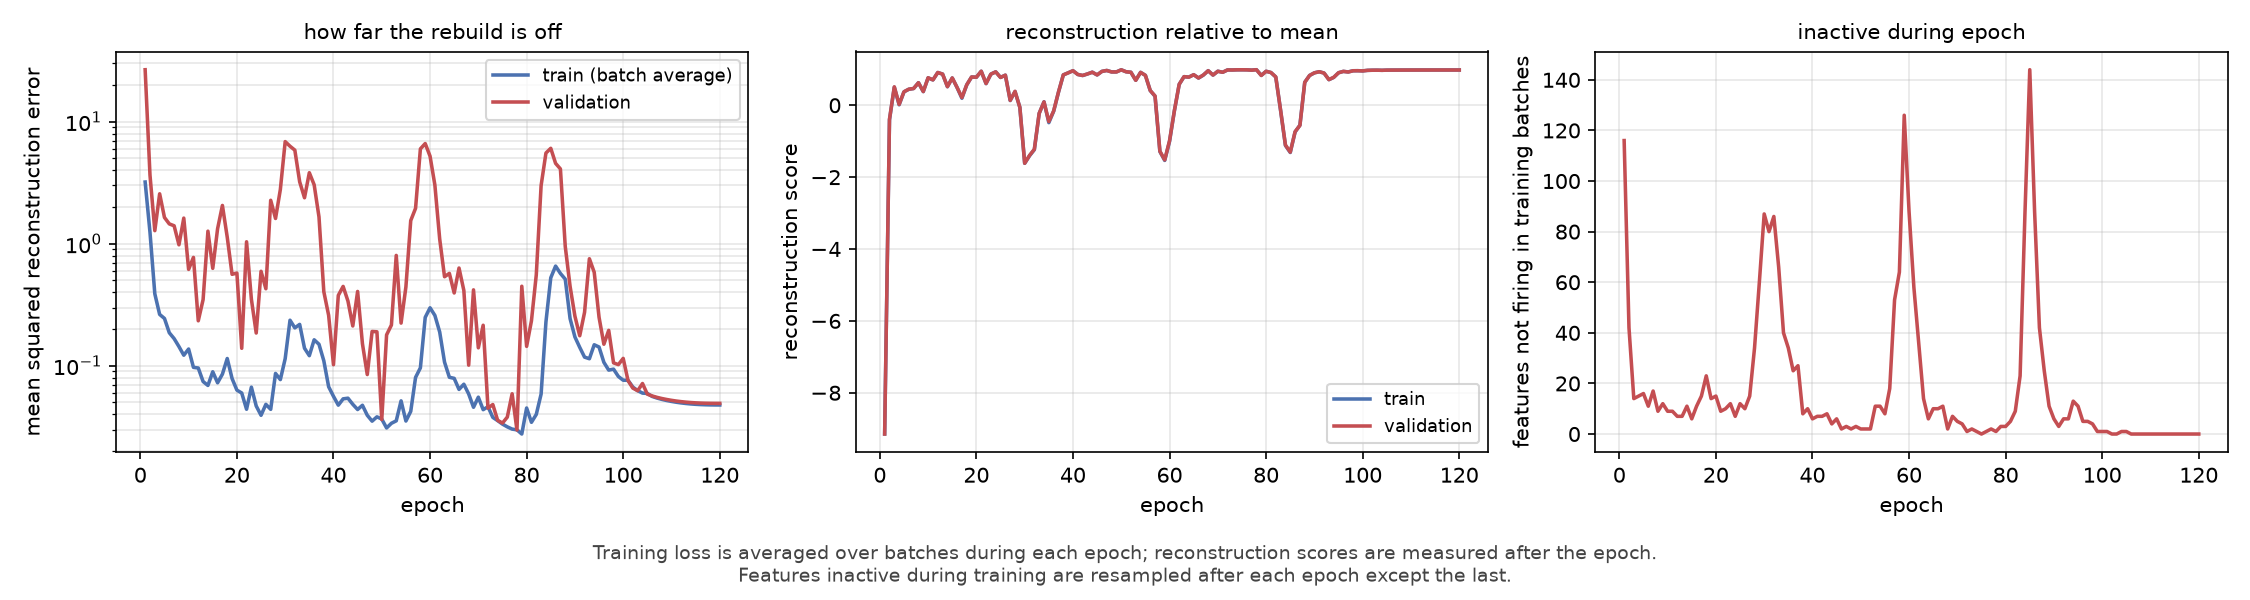 how far the rebuild is off
mean squared reconstruction error
10¹
10⁰
10⁻¹
train (batch average)
validation
0 20 40 60 80 100 120
epoch
reconstruction relative to mean
reconstruction score
0
−2
−4
−6
−8
train
validation
0 20 40 60 80 100 120
epoch
inactive during epoch
features not firing in training batches
140
120
100
80
60
40
20
0
0 20 40 60 80 100 120
epoch
Training loss is averaged over batches during each epoch; reconstruction scores are measured after the epoch.
Features inactive during training are resampled after each epoch except the last.